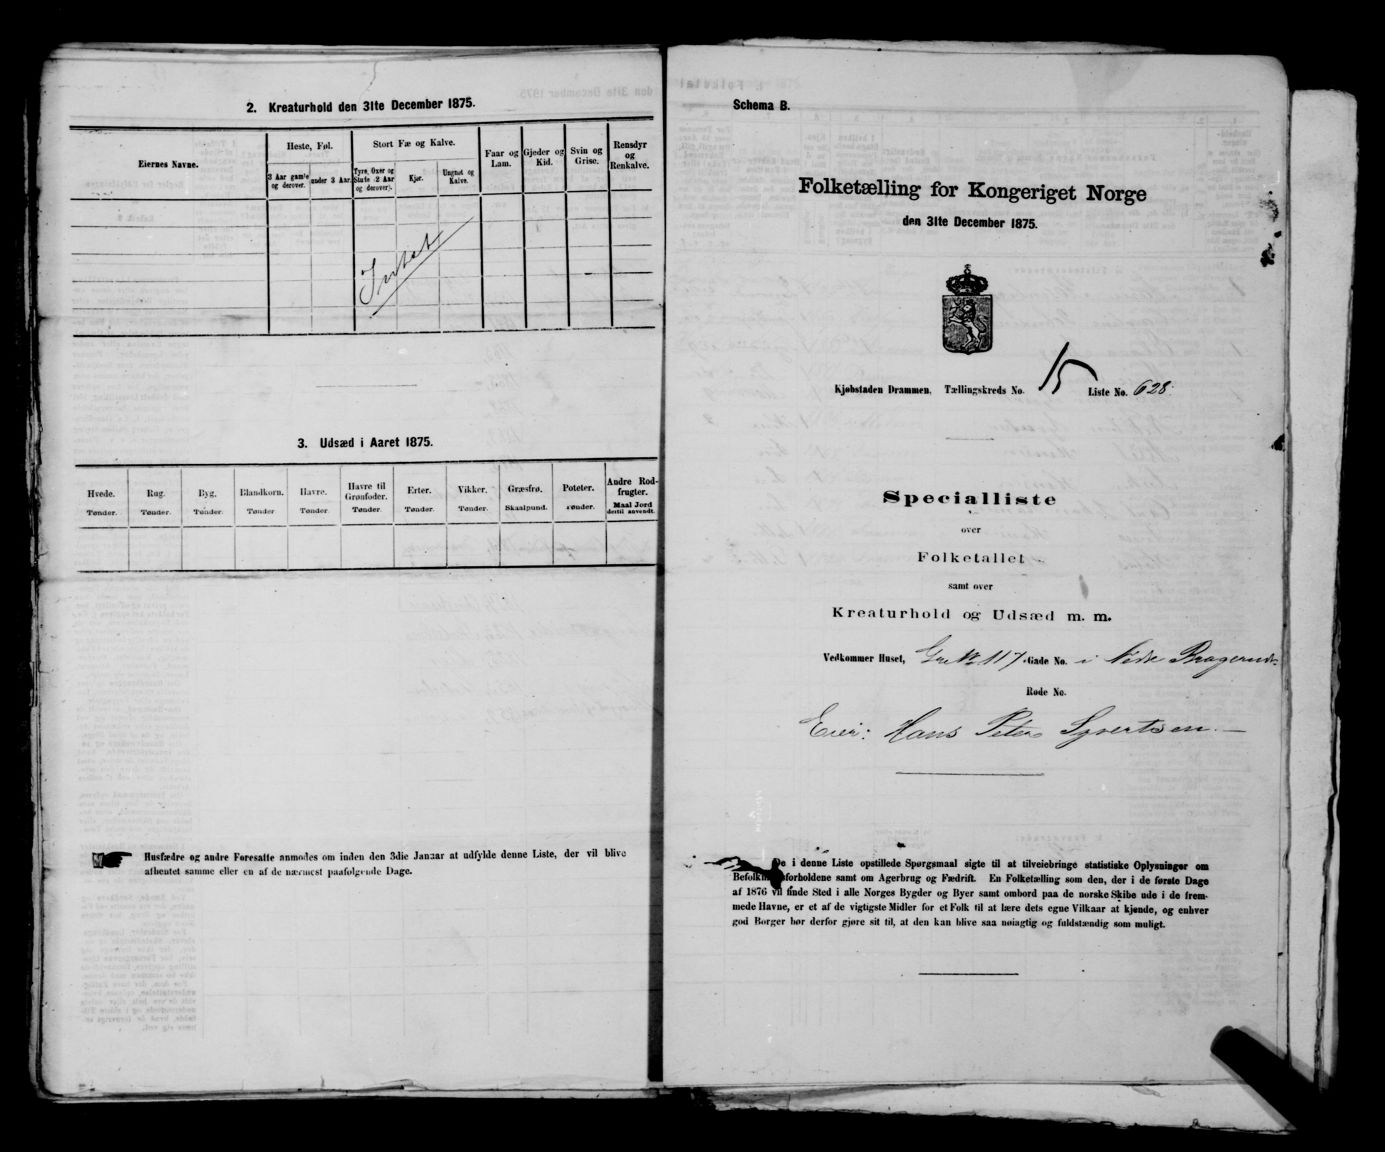 2. Kreaturhold den 31te December 1875.
Eiernes Navne.
Heste, Føl.
Stort Fæ og Kalve.
Faar og Lam.
Gjeder og Kid.
Svin og Grise.
Rensdyr og Renkalve.
3 Aar gamle og derover.
under 3 Aar.
Tyre, Oxer og Stude (2 Aar og derover).
Kjør.
Ungnøt og Kalve.
Intet
3. Udsæd i Aaret 1875.
Hvede.
Rug.
Byg.
Blandkorn.
Havre.
Havre til Grønfoder.
Erter.
Vikker.
Græsfrø.
Poteter.
Andre Rodfrugter.
Tønder.
Tønder.
Tønder.
Tønder
Tønder.
Tønder.
Tønder.
Tønder.
Skaalpund.
Tønder.
Maal Jord dertil anvendt.
Husfædre og andre Foresatte anmodes om inden den 3die Januar at udfylde denne Liste, der vil blive
afhentet samme eller en af de nærmest paafølgende Dage.
Schema B.
Folketælling for Kongeriget Norge
den 31te December 1875.
Kjøbstaden Drammen. Tællingskreds No. 15 Liste No. 628.
Specialliste
over
Folketallet
samt over
Kreaturhold og Udsæd m. m.
Vedkommer Huset, Gr. № 117. Gade No. i Nedre Bragernes
Rode No.
Eier: Hans Peter Syvertsen.
De i denne Liste opstillede Spørgsmaal sigte til at tilveiebringe statistiske Oplysninger om
Befolkningsforholdene samt om Agerbrug og Fædrift. En Folketælling som den, der i de første Dage
af 1876 vil finde Sted i alle Norges Bygder og Byer samt ombord paa de norske Skibe ude i de frem-
mede Havne, er et af de vigtigste Midler for et Folk til at lære dets egne Vilkaar at kjende, og enhver
god Borger bør derfor gjøre sit til, at den kan blive saa nøiagtig og fuldstændig som muligt.